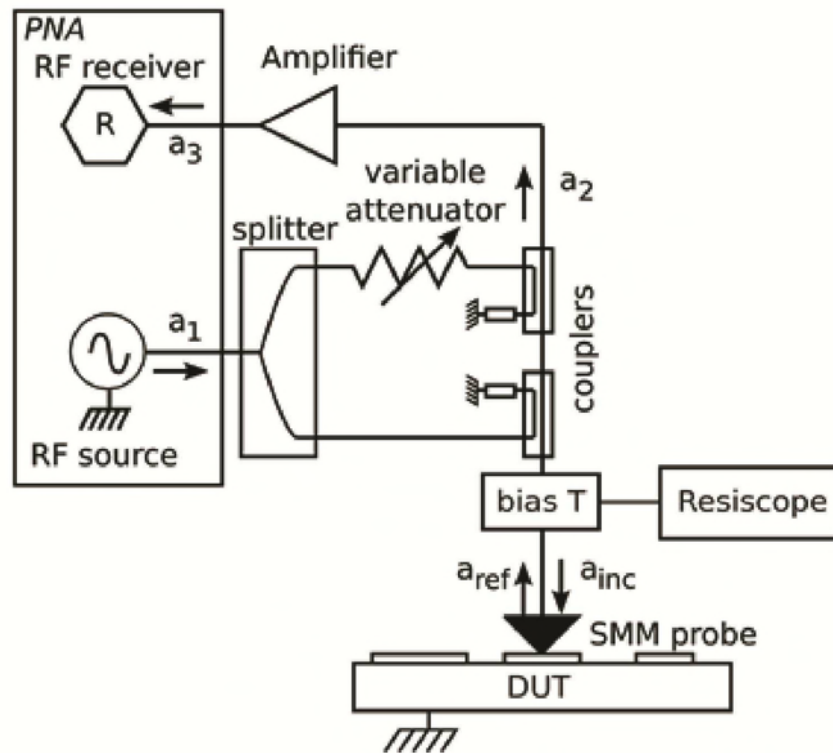 PNA
RF receiver
R
a3
Amplifier
a2
variable
attenuator
splitter
a1
RF source
couplers
bias T
Resiscope
aref
ainc
SMM probe
DUT